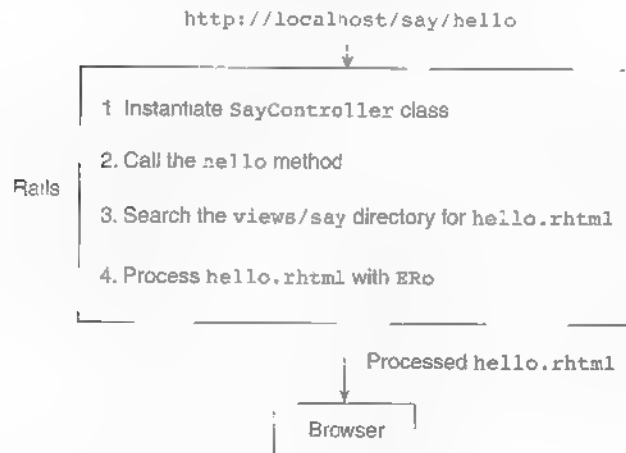 http://localhost/say/hello
1 Instantiate SayController class
2. Call the hello method
Rails
3. Search the views/say directory for hello.rhtml
4. Process hello.rhtml with ERb
Processed hello.rhtml
Browser